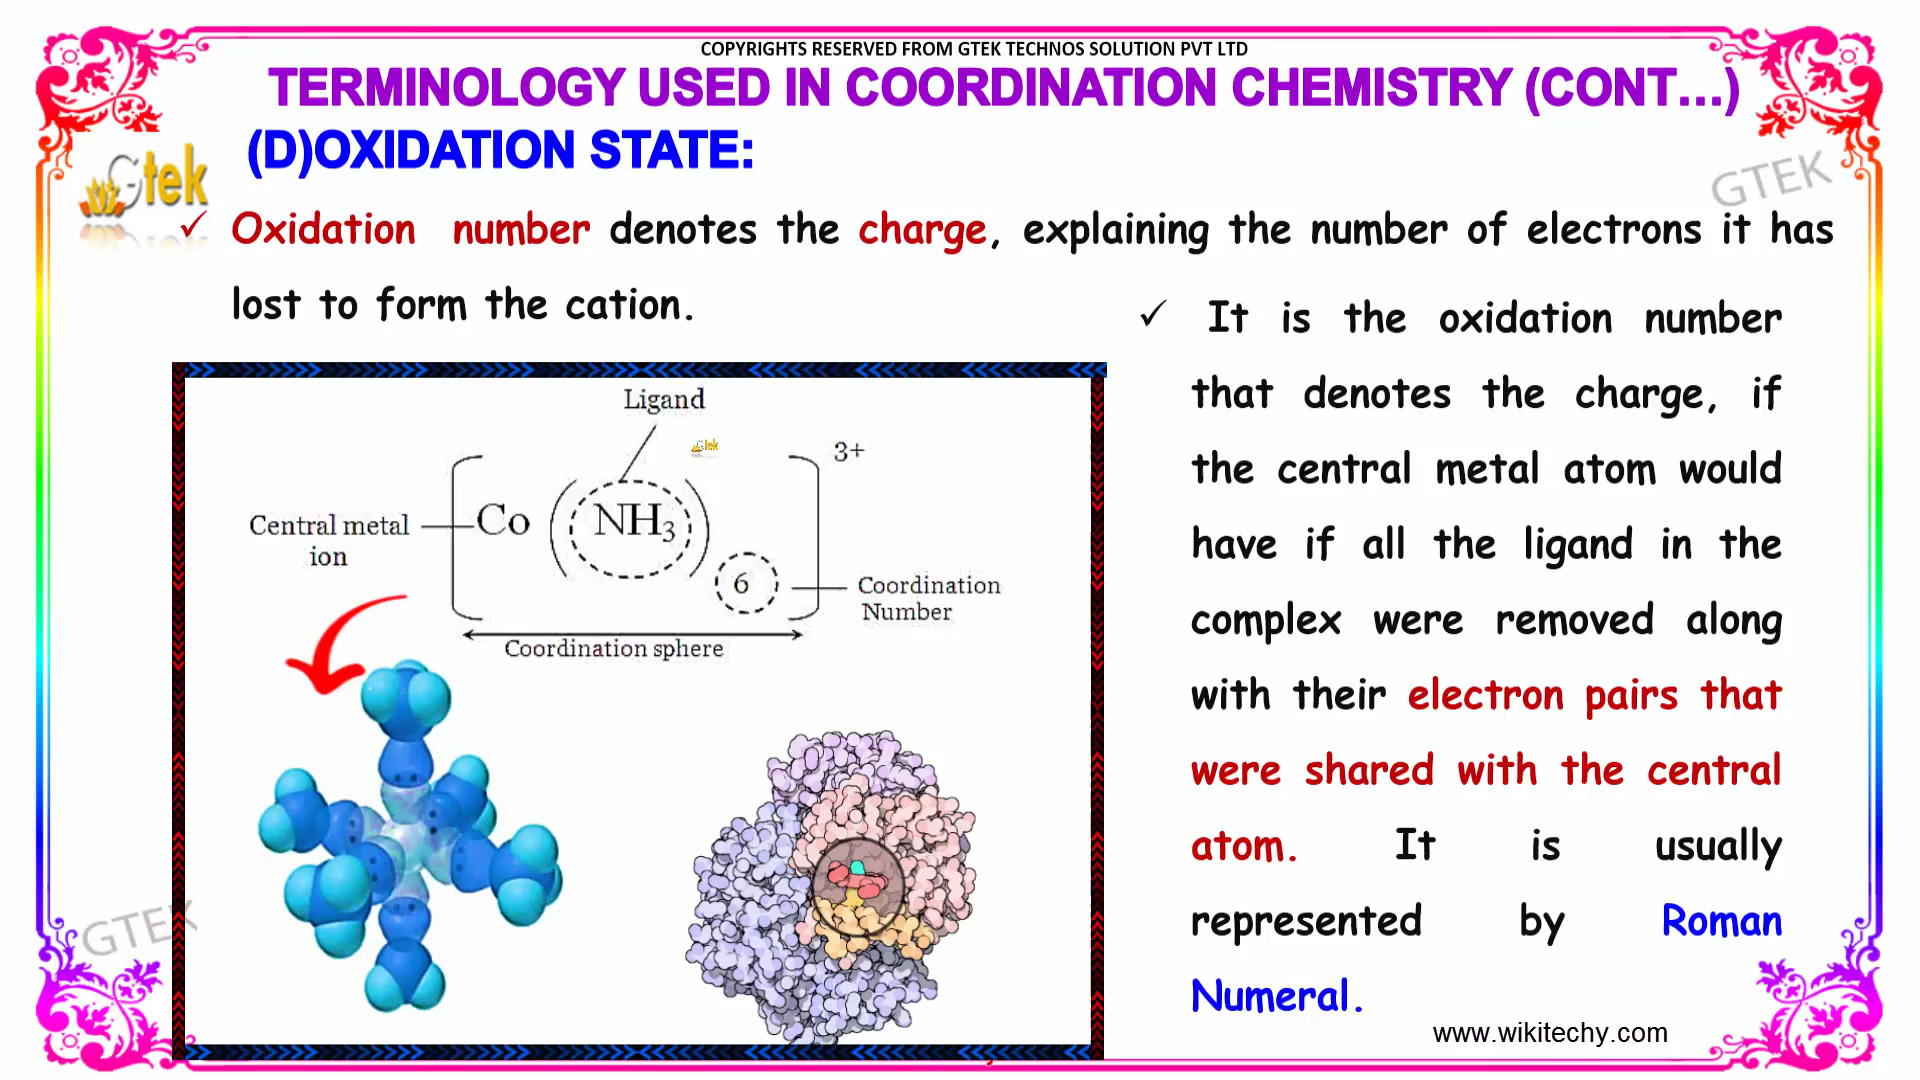 COPYRIGHTS RESERVED FROM GTEK TECHNOS SOLUTION PVT LTD
TERMINOLOGY USED IN COORDINATION CHEMISTRY (CONT...)
(D)OXIDATION STATE:
Gtek
GTEK
✓ Oxidation number denotes the charge, explaining the number of electrons it has
lost to form the cation.
✓ It is the oxidation number
that denotes the charge, if
the central metal atom would
have if all the ligand in the
complex were removed along
with their electron pairs that
were shared with the central
atom. It is usually
represented by Roman
Numeral.
Ligand
Gtek
3+
Central metal
ion
Co
(NH₃)
6
Coordination
Number
Coordination sphere
GTEK
www.wikitechy.com